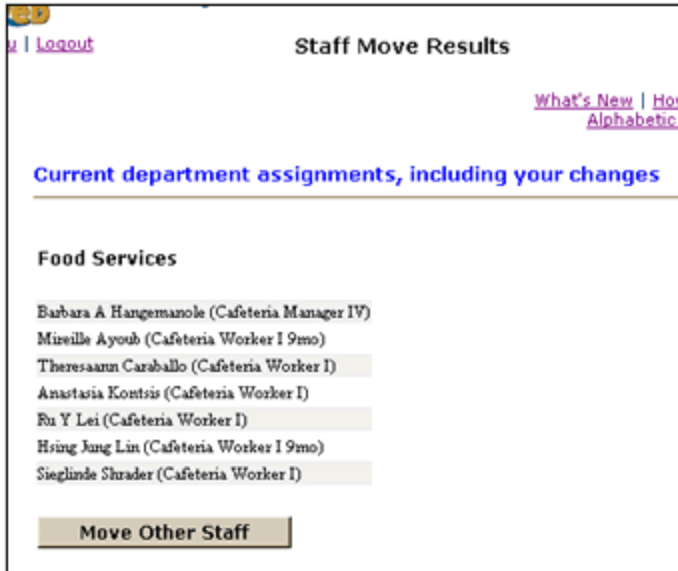 u | Logout
Staff Move Results
What's New | Ho
Alphabetic
Current department assignments, including your changes
Food Services
Barbara A Hangemanole (Cafeteria Manager IV)
Mireille Ayoub (Cafeteria Worker I 9mo)
Theresaann Caraballo (Cafeteria Worker I)
Anastasia Kontsis (Cafeteria Worker I)
Ru Y Lei (Cafeteria Worker I)
Hsing Jung Lin (Cafeteria Worker I 9mo)
Sieglinde Shrader (Cafeteria Worker I)
Move Other Staff